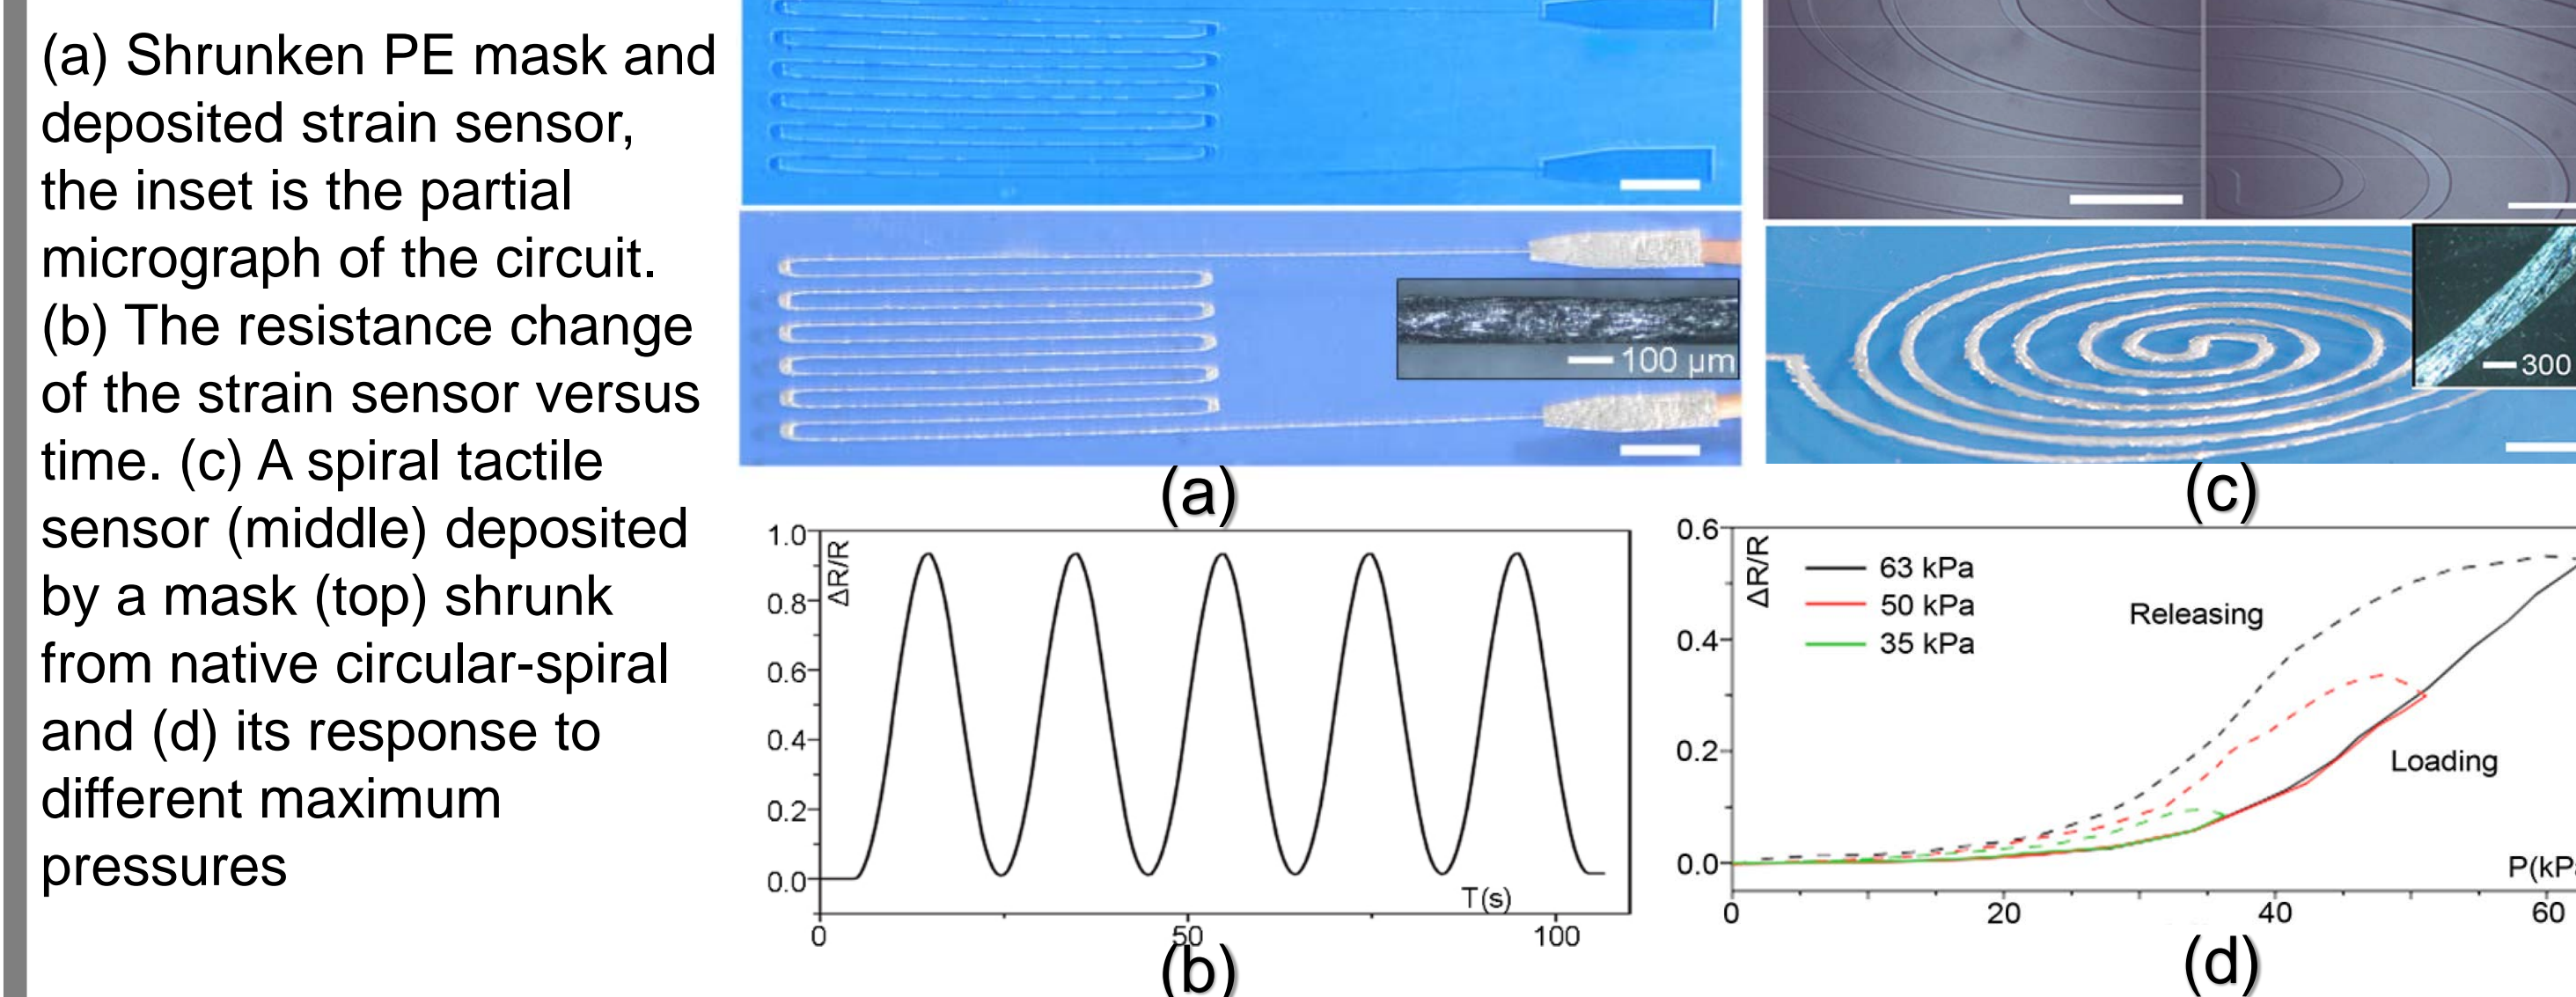 (a) Shrunken PE mask and
deposited strain sensor,
the inset is the partial
micrograph of the circuit.
(b) The resistance change
of the strain sensor versus
time. (c) A spiral tactile
sensor (middle) deposited
by a mask (top) shrunk
from native circular-spiral
and (d) its response to
different maximum
pressures
100 µm
(a)
300
(c)
1.0
0.8
0.6
0.4
0.2
0.0
ΔR/R
T(s)
0
50
100
(b)
0.6
0.4
0.2
0.0
ΔR/R
63 kPa
50 kPa
35 kPa
Releasing
Loading
P(kP
0
20
40
60
(d)